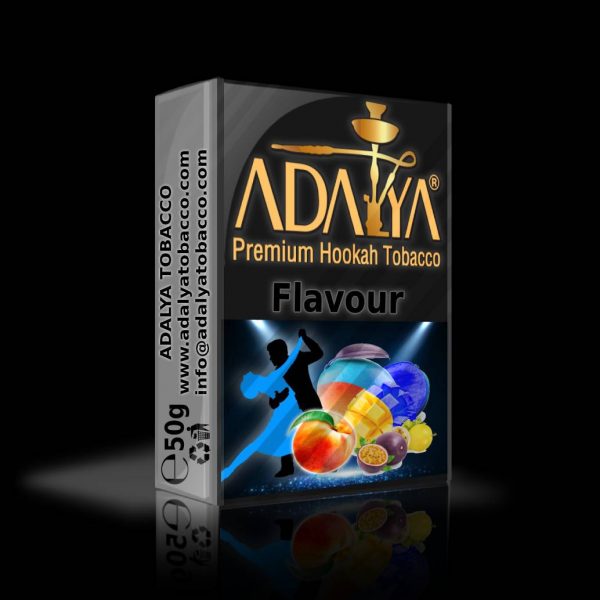 ADALYA®
Premium Hookah Tobacco
Flavour
ADALYA TOBACCO
www.adalyatobacco.com
info@adalyatobacco.com
℮50g